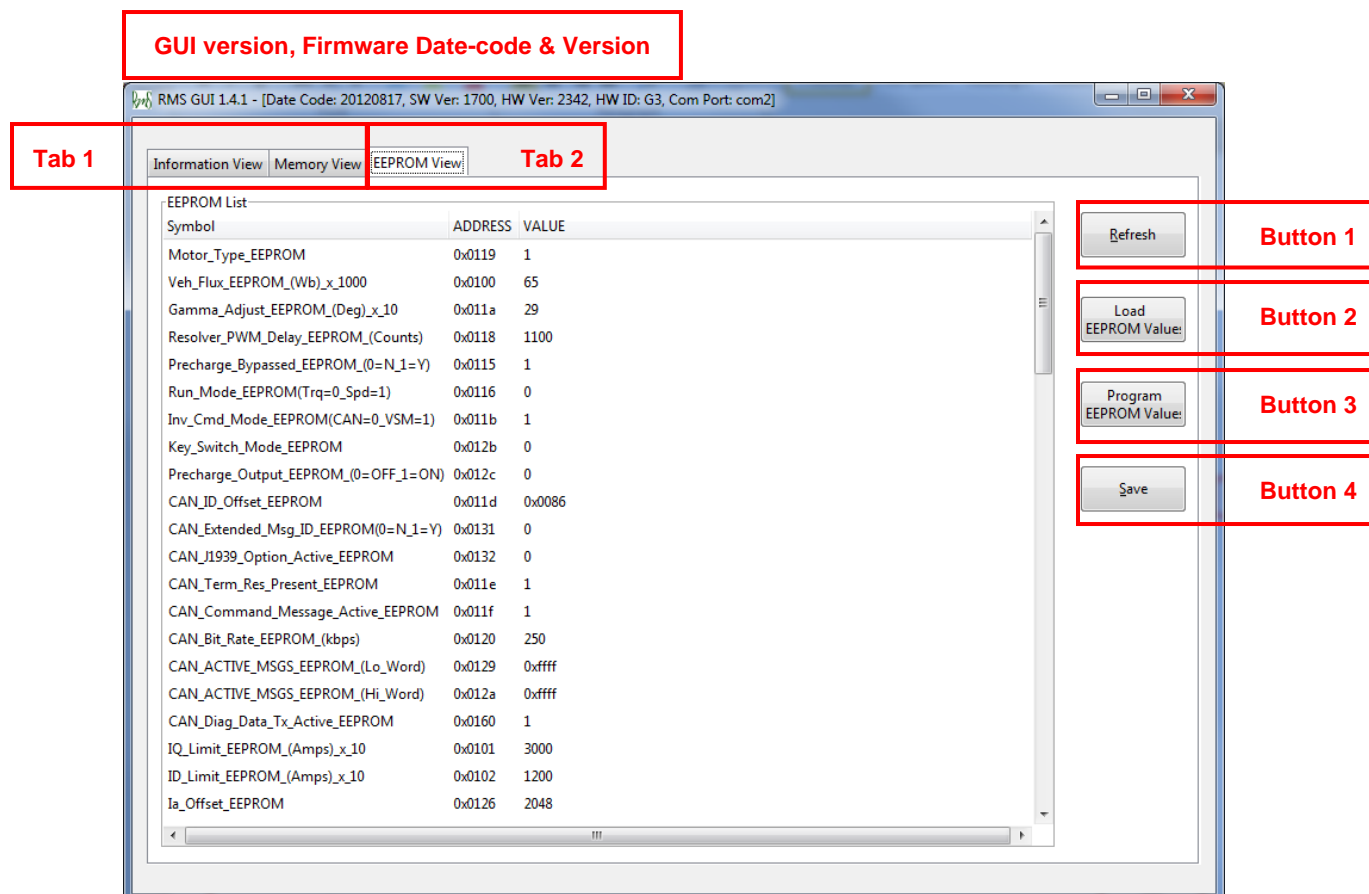 GUI version, Firmware Date-code & Version
RMS GUI 1.4.1 - [Date Code: 20120817, SW Ver: 1700, HW Ver: 2342, HW ID: G3, Com Port: com2]
Tab 1
Information View Memory View EEPROM View
Tab 2
EEPROM List
Symbol ADDRESS VALUE
Motor_Type_EEPROM 0x0119 1
Veh_Flux_EEPROM_(Wb)_x_1000 0x0100 65
Gamma_Adjust_EEPROM_(Deg)_x_10 0x011a 29
Resolver_PWM_Delay_EEPROM_(Counts) 0x0118 1100
Precharge_Bypassed_EEPROM_(0=N_1=Y) 0x0115 1
Run_Mode_EEPROM(Trq=0_Spd=1) 0x0116 0
Inv_Cmd_Mode_EEPROM(CAN=0_VSM=1) 0x011b 1
Key_Switch_Mode_EEPROM 0x012b 0
Precharge_Output_EEPROM_(0=OFF_1=ON) 0x012c 0
CAN_ID_Offset_EEPROM 0x011d 0x0086
CAN_Extended_Msg_ID_EEPROM(0=N_1=Y) 0x0131 0
CAN_J1939_Option_Active_EEPROM 0x0132 0
CAN_Term_Res_Present_EEPROM 0x011e 1
CAN_Command_Message_Active_EEPROM 0x011f 1
CAN_Bit_Rate_EEPROM_(kbps) 0x0120 250
CAN_ACTIVE_MSGS_EEPROM_(Lo_Word) 0x0129 0xffff
CAN_ACTIVE_MSGS_EEPROM_(Hi_Word) 0x012a 0xffff
CAN_Diag_Data_Tx_Active_EEPROM 0x0160 1
IQ_Limit_EEPROM_(Amps)_x_10 0x0101 3000
ID_Limit_EEPROM_(Amps)_x_10 0x0102 1200
Ia_Offset_EEPROM 0x0126 2048
Refresh
Button 1
Load
EEPROM Values
Button 2
Program
EEPROM Values
Button 3
Save
Button 4